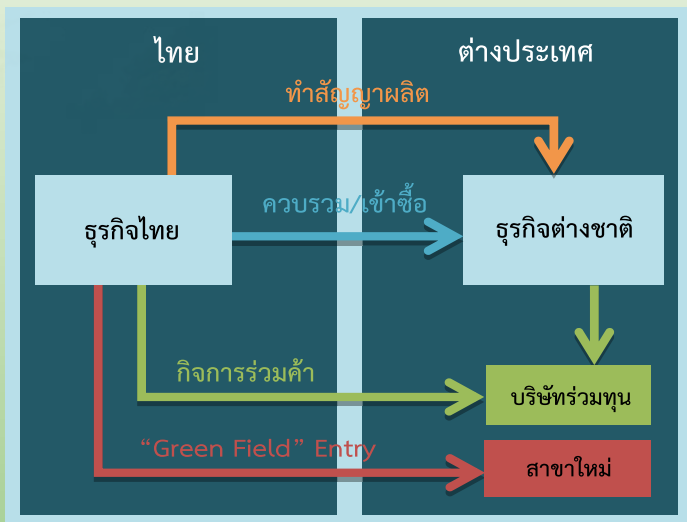 ไทย
ต่างประเทศ
ทำสัญญาผลิต
ควบรวม/เข้าซื้อ
ธุรกิจไทย
ธุรกิจต่างชาติ
กิจการร่วมค้า
บริษัทร่วมทุน
“Green Field” Entry
สาขาใหม่